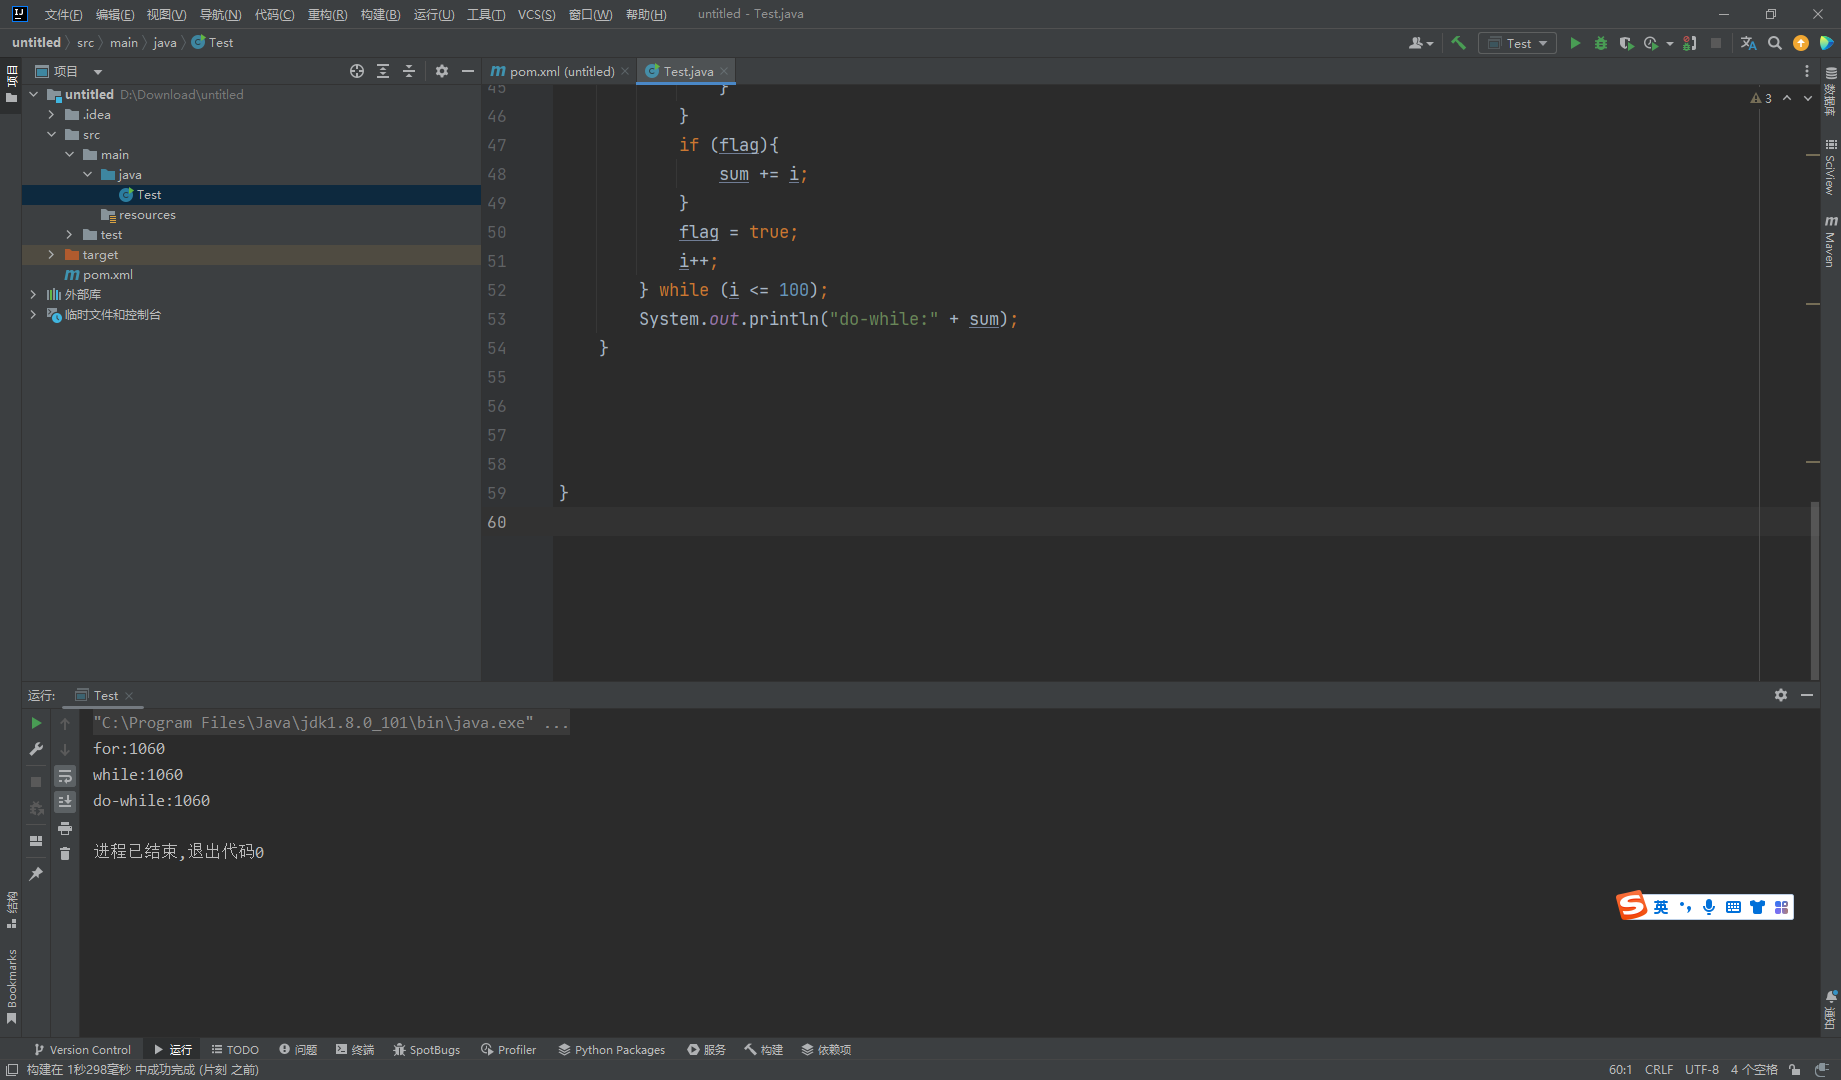 文件(F) 编辑(E) 视图(V) 导航(N) 代码(C) 重构(R) 构建(B) 运行(U) 工具(T) VCS(S) 窗口(W) 帮助(H) untitled - Test.java
untitled src main java Test
Test
项目
项目
pom.xml (untitled)
Test.java
untitled D:\Download\untitled
.idea
src
main
java
Test
resources
test
target
pom.xml
外部库
临时文件和控制台
45 }
46 }
47 if (flag){
48 sum += i;
49 }
50 flag = true;
51 i++;
52 } while (i <= 100);
53 System.out.println("do-while:" + sum);
54 }
55
56
57
58
59 }
60
3
数据库
SciView
Maven
通知
运行: Test
"C:\Program Files\Java\jdk1.8.0_101\bin\java.exe" ...
for:1060
while:1060
do-while:1060
进程已结束,退出代码0
结构
Bookmarks
英
Version Control 运行 TODO 问题 终端 SpotBugs Profiler Python Packages 服务 构建 依赖项
构建在 1秒298毫秒 中成功完成 (片刻 之前) 60:1 CRLF UTF-8 4 个空格